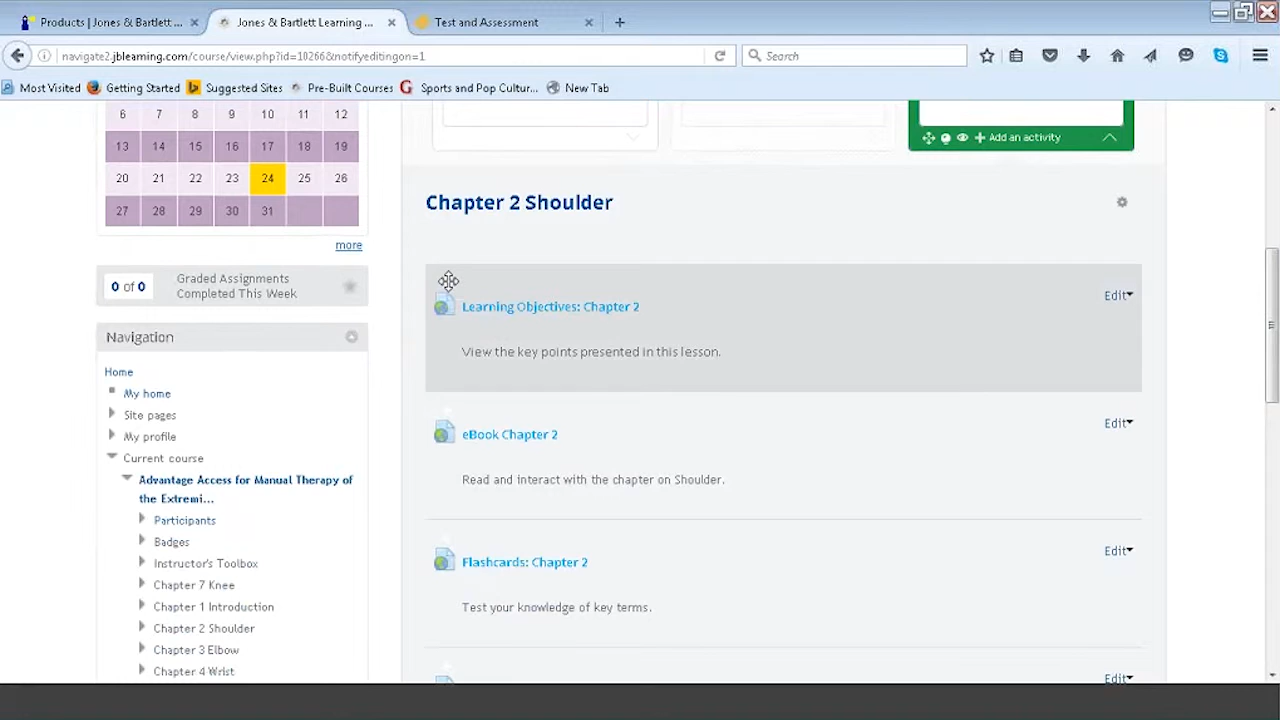 Products | Jones & Bartlett ...
Jones & Bartlett Learning ...
Test and Assessment
navigate2.jblearning.com/course/view.php?id=10266&notifyeditingon=1
Search
Most Visited
Getting Started
Suggested Sites
Pre-Built Courses
Sports and Pop Cultur...
New Tab
6 7 8 9 10 11 12
13 14 15 16 17 18 19
20 21 22 23 24 25 26
27 28 29 30 31
more
0 of 0
Graded Assignments
Completed This Week
Navigation
Home
My home
Site pages
My profile
Current course
Advantage Access for Manual Therapy of
the Extremi...
Participants
Badges
Instructor's Toolbox
Chapter 7 Knee
Chapter 1 Introduction
Chapter 2 Shoulder
Chapter 3 Elbow
Chapter 4 Wrist
Add an activity
Chapter 2 Shoulder
Learning Objectives: Chapter 2
Edit
View the key points presented in this lesson.
eBook Chapter 2
Edit
Read and interact with the chapter on Shoulder.
Flashcards: Chapter 2
Edit
Test your knowledge of key terms.
Edit